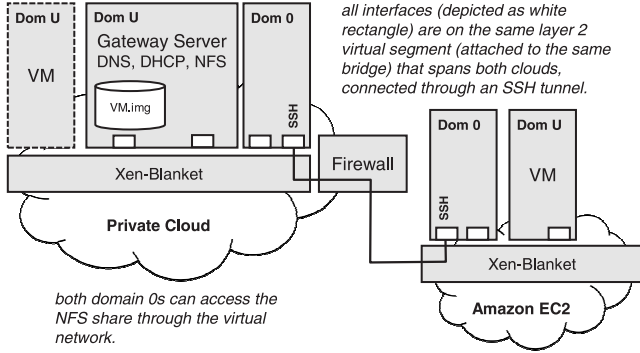 all interfaces (depicted as white
rectangle) are on the same layer 2
virtual segment (attached to the same
bridge) that spans both clouds,
connected through an SSH tunnel.
Dom U
VM
Dom U
Gateway Server
DNS, DHCP, NFS
VM.img
Dom 0
SSH
Firewall
Xen-Blanket
Private Cloud
Dom 0
SSH
Dom U
VM
Xen-Blanket
Amazon EC2
both domain 0s can access the
NFS share through the virtual
network.